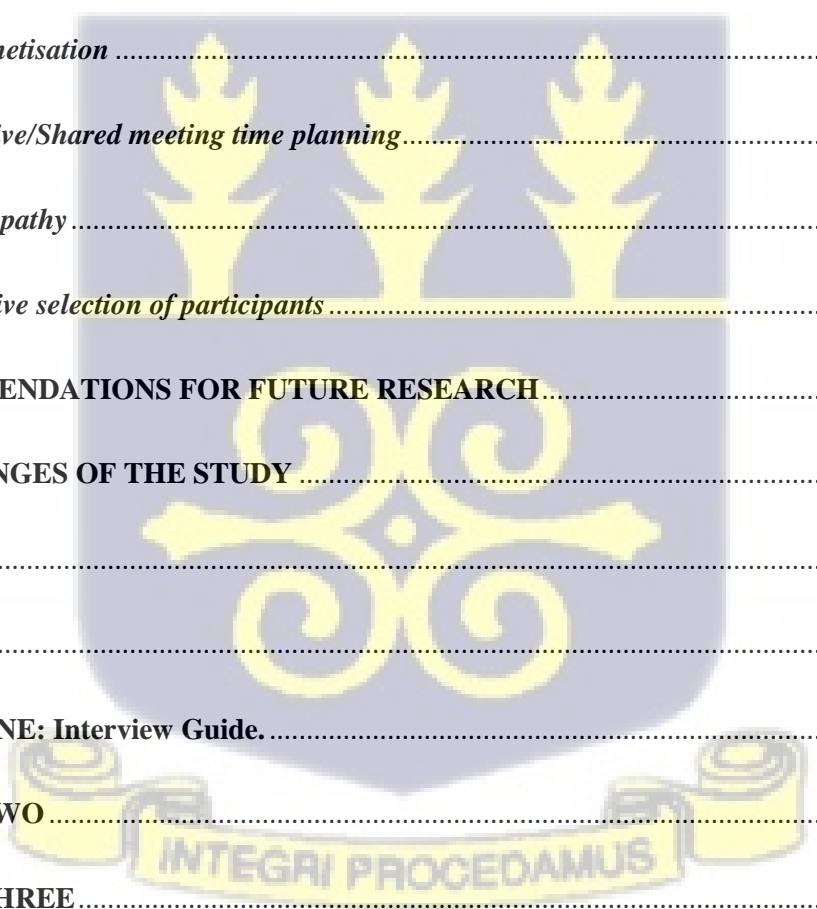 netisation ........................................................
ive/Shared meeting time planning........................................................
pathy ........................................................
ive selection of participants ........................................................
ENDATIONS FOR FUTURE RESEARCH........................................................
NGES OF THE STUDY ........................................................
........................................................
........................................................
NE: Interview Guide. ........................................................
WO ........................................................
INTEGRI PROCEDAMUS
HREE ........................................................